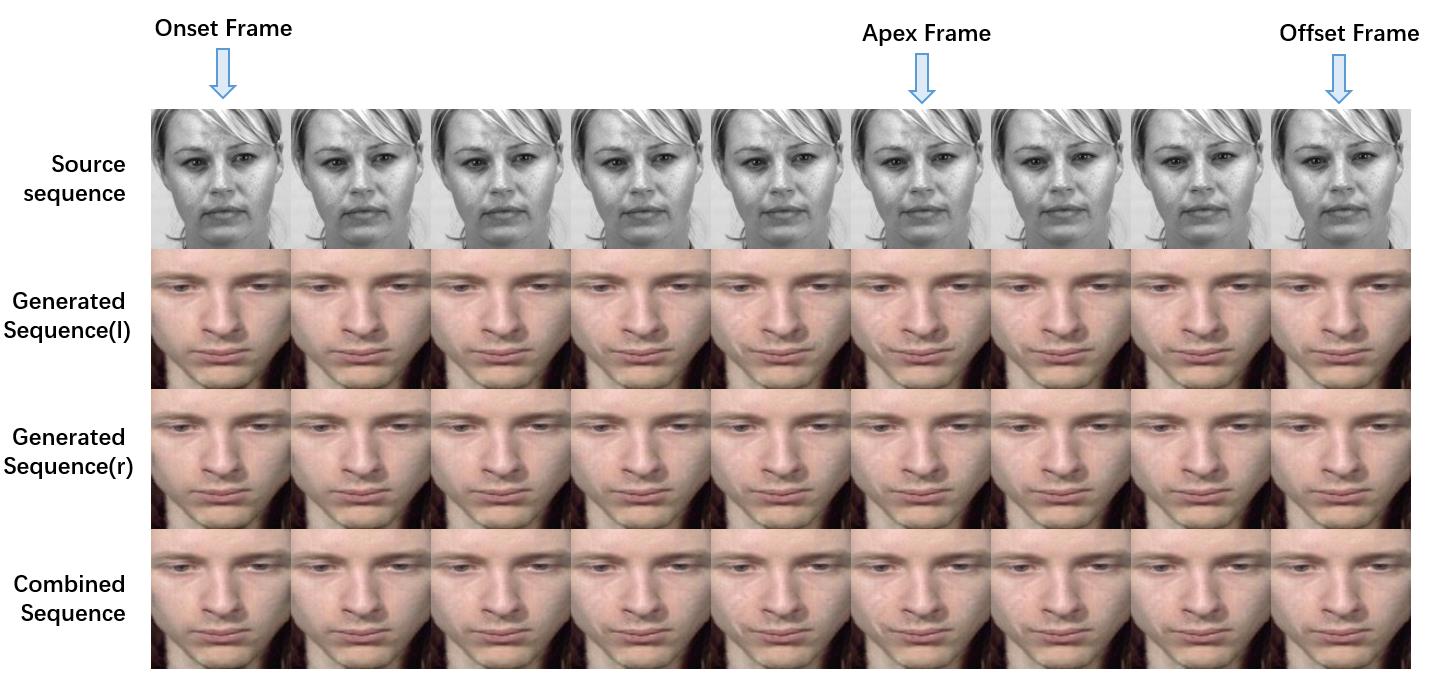 Onset Frame
Apex Frame
Offset Frame
Source
sequence
Generated
Sequence(l)
Generated
Sequence(r)
Combined
Sequence